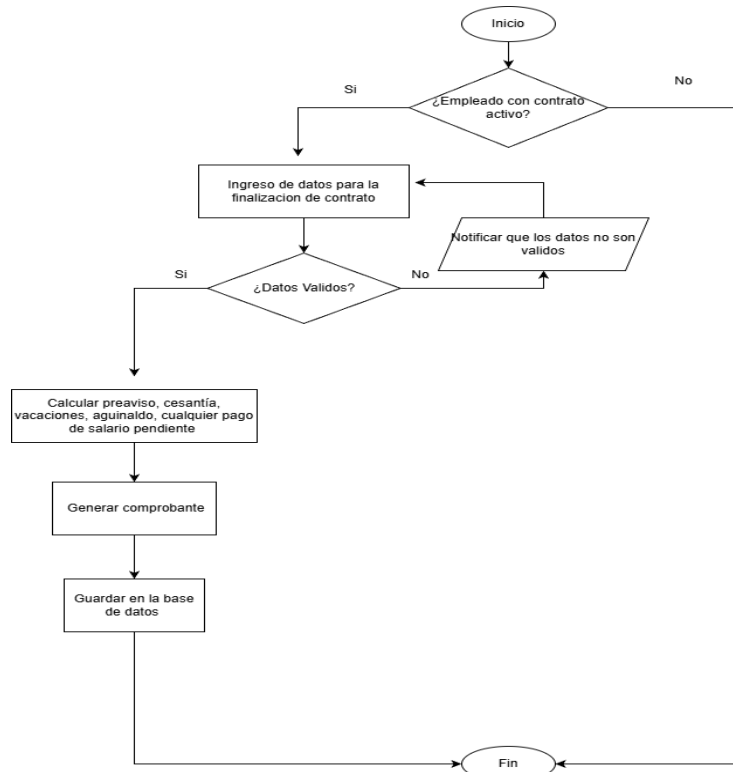 Inicio
Si
¿Empleado con contrato
activo?
No
Ingreso de datos para la
finalizacion de contrato
Notificar que los datos no son
validos
Si
¿Datos Validos?
No
Calcular preaviso, cesantía,
vacaciones, aguinaldo, cualquier pago
de salario pendiente
Generar comprobante
Guardar en la base
de datos
Fin